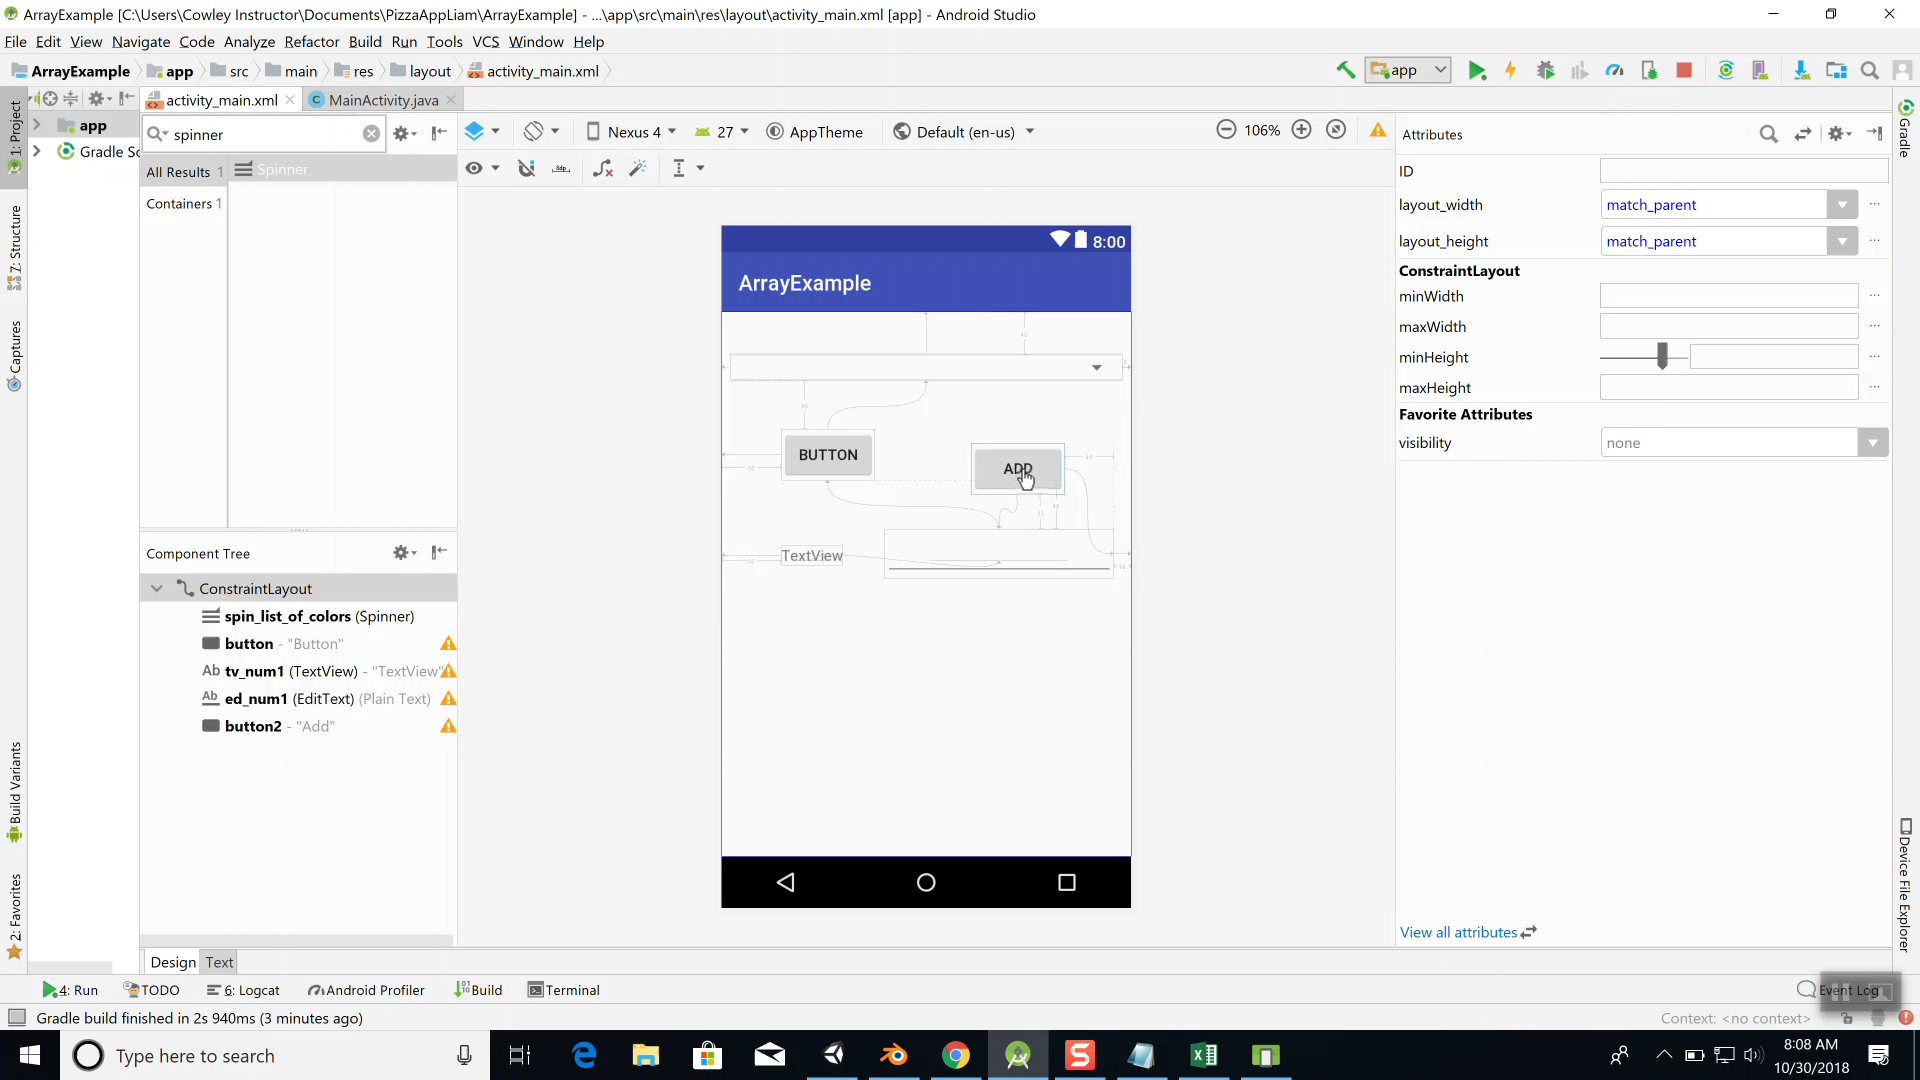 ArrayExample [C:\Users\Cowley Instructor\Documents\PizzaAppLiam\ArrayExample] - ...\app\src\main\res\layout\activity_main.xml [app] - Android Studio
File Edit View Navigate Code Analyze Refactor Build Run Tools VCS Window Help
ArrayExample app src main res layout activity_main.xml app
activity_main.xml MainActivity.java
1: Project
Z: Structure
Captures
Build Variants
2: Favorites
app
Gradle Sc
spinner
All Results 1
Containers 1
Spinner
Nexus 4 27 AppTheme Default (en-us) 106%
8dp
8:00
ArrayExample
BUTTON
ADD
TextView
Component Tree
ConstraintLayout
spin_list_of_colors (Spinner)
button - "Button"
Ab tv_num1 (TextView) - "TextView"
Ab ed_num1 (EditText) (Plain Text)
button2 - "Add"
Design Text
Attributes
ID
layout_width match_parent
layout_height match_parent
ConstraintLayout
minWidth
maxWidth
minHeight
maxHeight
Favorite Attributes
visibility none
View all attributes
Gradle
Device File Explorer
4: Run TODO 6: Logcat Android Profiler Build Terminal Event Log
Gradle build finished in 2s 940ms (3 minutes ago) Context: <no context>
Type here to search
8:08 AM
10/30/2018